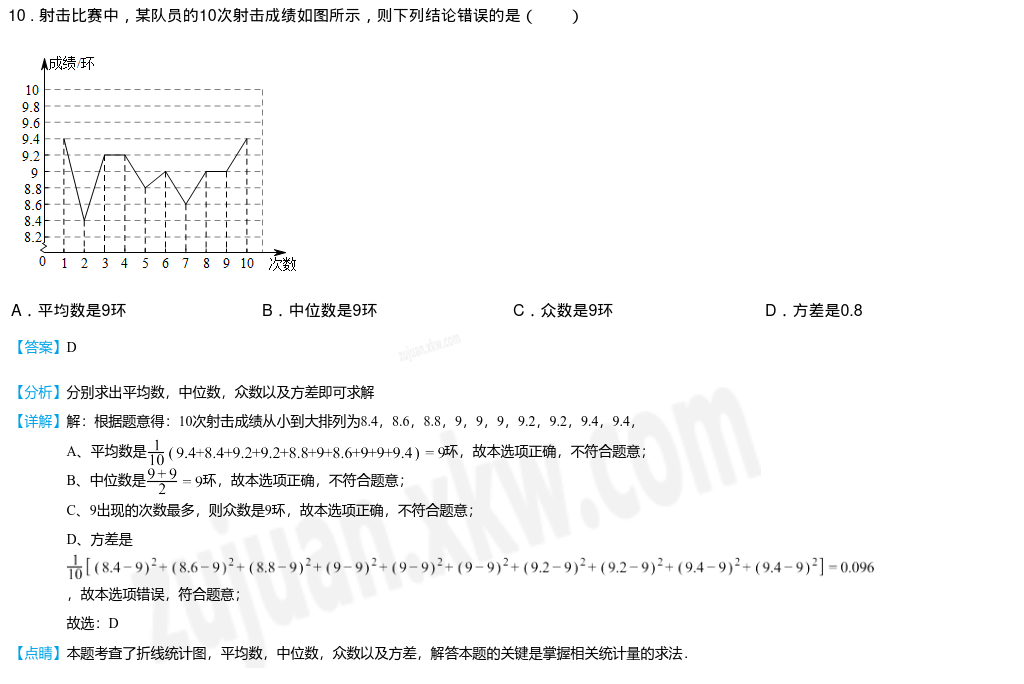 10．射击比赛中，某队员的10次射击成绩如图所示，则下列结论错误的是（　　）
成绩/环
10
9.8
9.6
9.4
9.2
9
8.8
8.6
8.4
8.2
0 1 2 3 4 5 6 7 8 9 10 次数
A．平均数是9环 B．中位数是9环 C．众数是9环 D．方差是0.8
【答案】D
zujuan.xkw.com
【分析】分别求出平均数，中位数，众数以及方差即可求解
【详解】解：根据题意得：10次射击成绩从小到大排列为8.4，8.6，8.8，9，9，9，9.2，9.2，9.4，9.4，
A、平均数是1/10（9.4+8.4+9.2+9.2+8.8+9+8.6+9+9+9.4）=9环，故本选项正确，不符合题意；
B、中位数是(9+9)/2=9环，故本选项正确，不符合题意；
C、9出现的次数最多，则众数是9环，故本选项正确，不符合题意；
D、方差是
1/10[（8.4－9）²+（8.6－9）²+（8.8－9）²+（9－9）²+（9－9）²+（9－9）²+（9.2－9）²+（9.2－9）²+（9.4－9）²+（9.4－9）²]=0.096
，故本选项错误，符合题意；
故选：D
【点睛】本题考查了折线统计图，平均数，中位数，众数以及方差，解答本题的关键是掌握相关统计量的求法．
zujuan.xkw.com